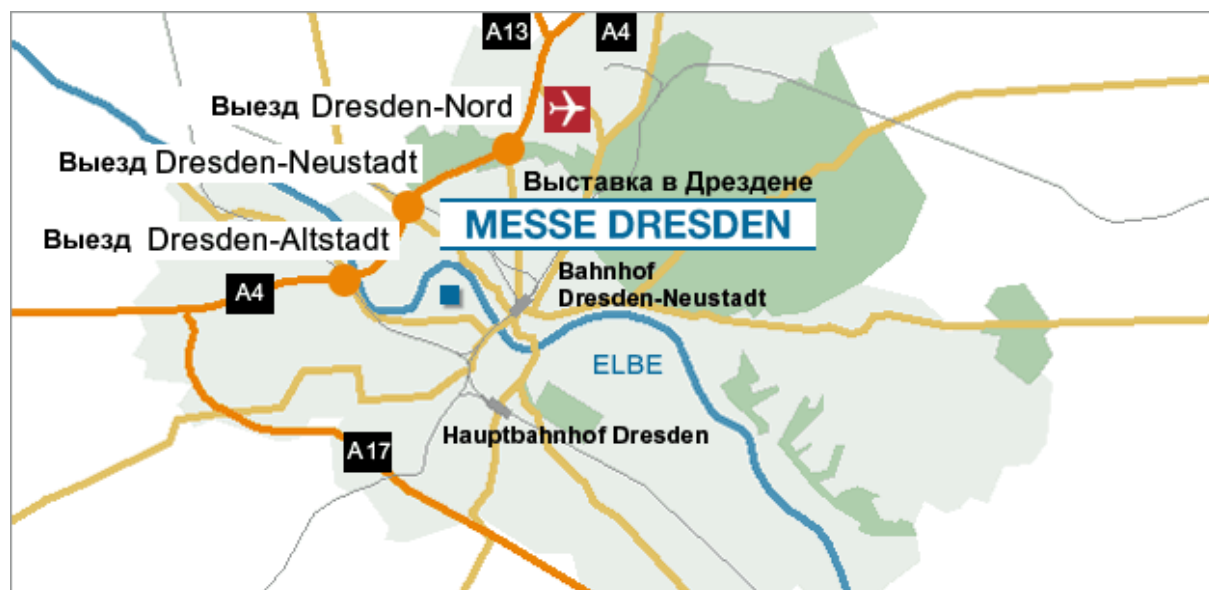 A13
A4
Выезд Dresden-Nord
Выезд Dresden-Neustadt
Выставка в Дрездене
MESSE DRESDEN
Выезд Dresden-Altstadt
A4
Bahnhof
Dresden-Neustadt
ELBE
Hauptbahnhof Dresden
A17